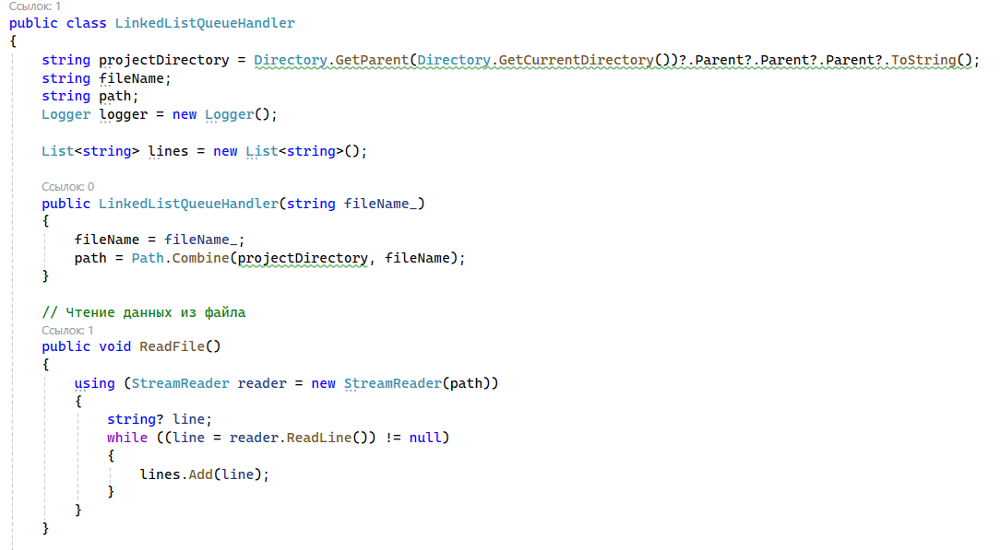 Ссылок: 1
public class LinkedListQueueHandler
{
string projectDirectory = Directory.GetParent(Directory.GetCurrentDirectory())?.Parent?.Parent?.Parent?.ToString();
string fileName;
string path;
Logger logger = new Logger();
List<string> lines = new List<string>();
Ссылок: 0
public LinkedListQueueHandler(string fileName_)
{
fileName = fileName_;
path = Path.Combine(projectDirectory, fileName);
}
// Чтение данных из файла
Ссылок: 1
public void ReadFile()
{
using (StreamReader reader = new StreamReader(path))
{
string? line;
while ((line = reader.ReadLine()) != null)
{
lines.Add(line);
}
}
}